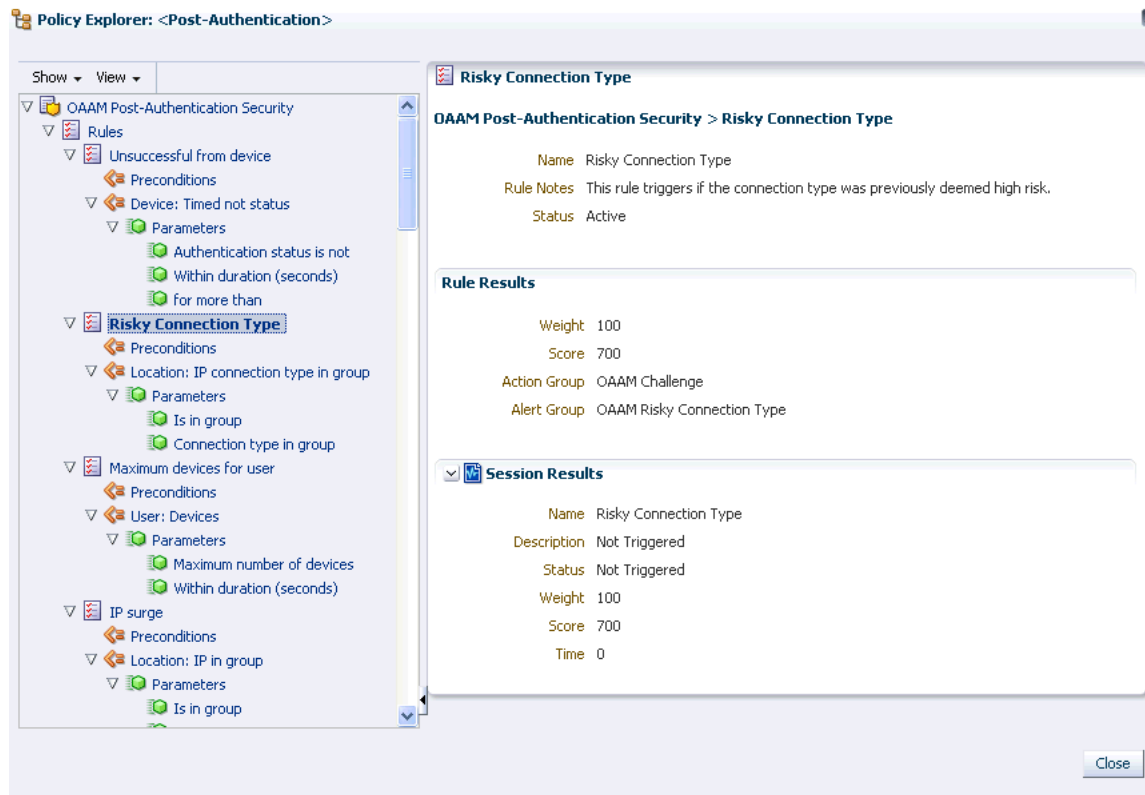 Policy Explorer: <Post-Authentication>
Show View
OAAM Post-Authentication Security
Rules
Unsuccessful from device
Preconditions
Device: Timed not status
Parameters
Authentication status is not
Within duration (seconds)
for more than
Risky Connection Type
Preconditions
Location: IP connection type in group
Parameters
Is in group
Connection type in group
Maximum devices for user
Preconditions
User: Devices
Parameters
Maximum number of devices
Within duration (seconds)
IP surge
Preconditions
Location: IP in group
Parameters
Is in group
Risky Connection Type
OAAM Post-Authentication Security > Risky Connection Type
Name Risky Connection Type
Rule Notes This rule triggers if the connection type was previously deemed high risk.
Status Active
Rule Results
Weight 100
Score 700
Action Group OAAM Challenge
Alert Group OAAM Risky Connection Type
Session Results
Name Risky Connection Type
Description Not Triggered
Status Not Triggered
Weight 100
Score 700
Time 0
Close